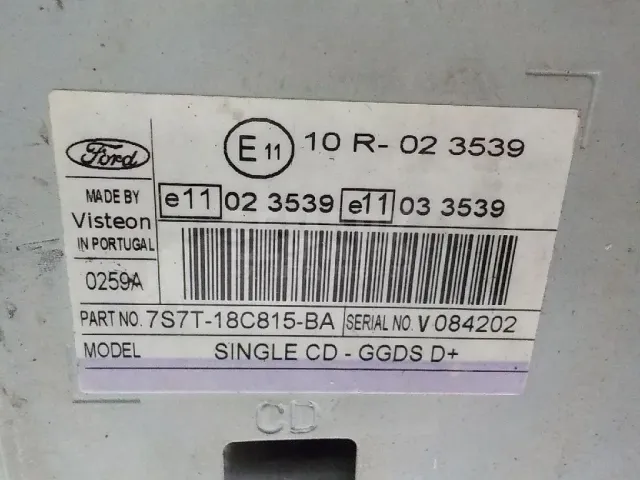 Ford
E 11 10 R- 02 3539
MADE BY
Visteon
IN PORTUGAL
e11 02 3539 e11 03 3539
0259A
PART NO. 7S7T-18C815-BA SERIAL NO. V 084202
MODEL SINGLE CD - GGDS D+
CD